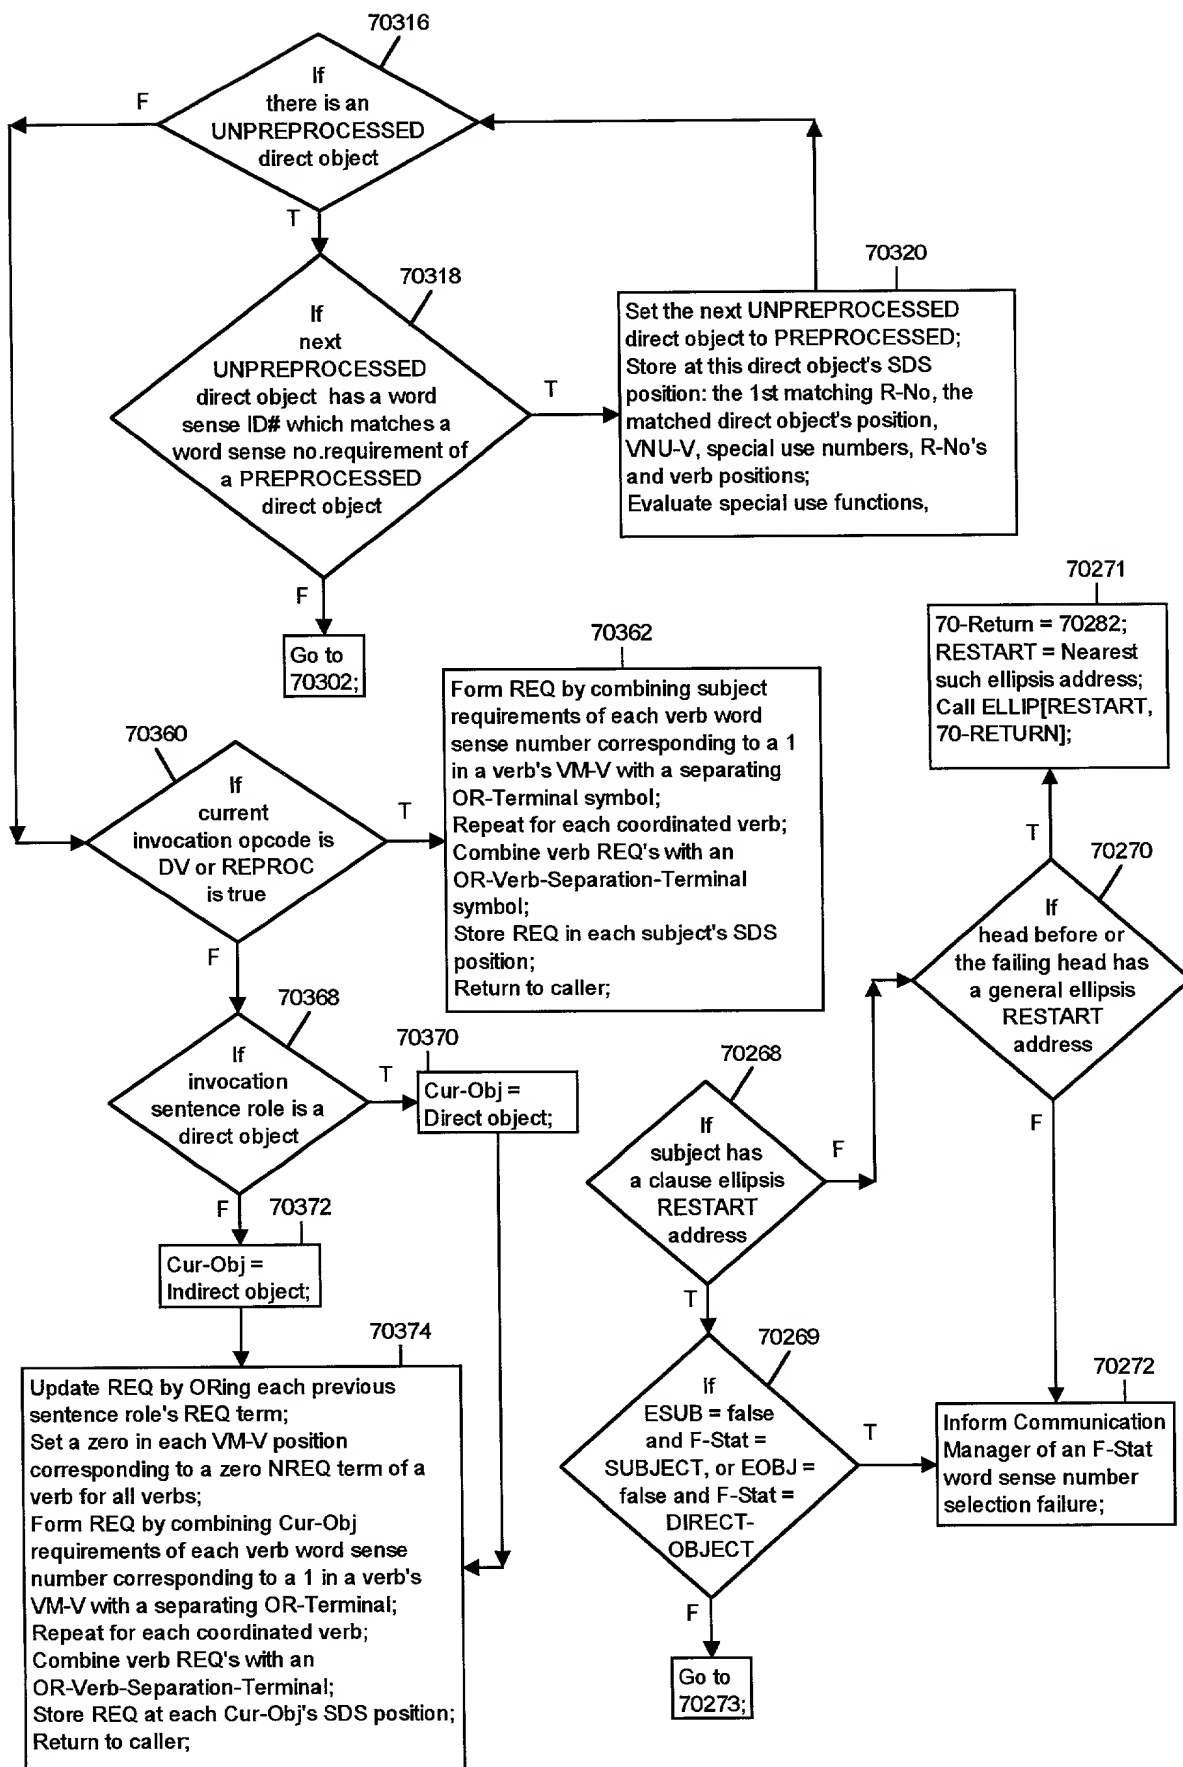 70316
If
there is an
UNPREPROCESSED
direct object
F
T
70318
If
next
UNPREPROCESSED
direct object has a word
sense ID# which matches a
word sense no.requirement of
a PREPROCESSED
direct object
T
F
70320
Set the next UNPREPROCESSED
direct object to PREPROCESSED;
Store at this direct object's SDS
position: the 1st matching R-No, the
matched direct object's position,
VNU-V, special use numbers, R-No's
and verb positions;
Evaluate special use functions,
Go to
70302;
70360
If
current
invocation opcode is
DV or REPROC
is true
T
F
70362
Form REQ by combining subject
requirements of each verb word
sense number corresponding to a 1
in a verb's VM-V with a separating
OR-Terminal symbol;
Repeat for each coordinated verb;
Combine verb REQ's with an
OR-Verb-Separation-Terminal
symbol;
Store REQ in each subject's SDS
position;
Return to caller;
70368
If
invocation
sentence role is a
direct object
T
F
70370
Cur-Obj =
Direct object;
70372
Cur-Obj =
Indirect object;
70374
Update REQ by ORing each previous
sentence role's REQ term;
Set a zero in each VM-V position
corresponding to a zero NREQ term of a
verb for all verbs;
Form REQ by combining Cur-Obj
requirements of each verb word sense
number corresponding to a 1 in a verb's
VM-V with a separating OR-Terminal;
Repeat for each coordinated verb;
Combine verb REQ's with an
OR-Verb-Separation-Terminal;
Store REQ at each Cur-Obj's SDS position;
Return to caller;
70271
70-Return = 70282;
RESTART = Nearest
such ellipsis address;
Call ELLIP[RESTART,
70-RETURN];
T
70270
If
head before or
the failing head has
a general ellipsis
RESTART
address
F
70268
If
subject has
a clause ellipsis
RESTART
address
F
T
70269
If
ESUB = false
and F-Stat =
SUBJECT, or EOBJ =
false and F-Stat =
DIRECT-
OBJECT
T
F
70272
Inform Communication
Manager of an F-Stat
word sense number
selection failure;
Go to
70273;